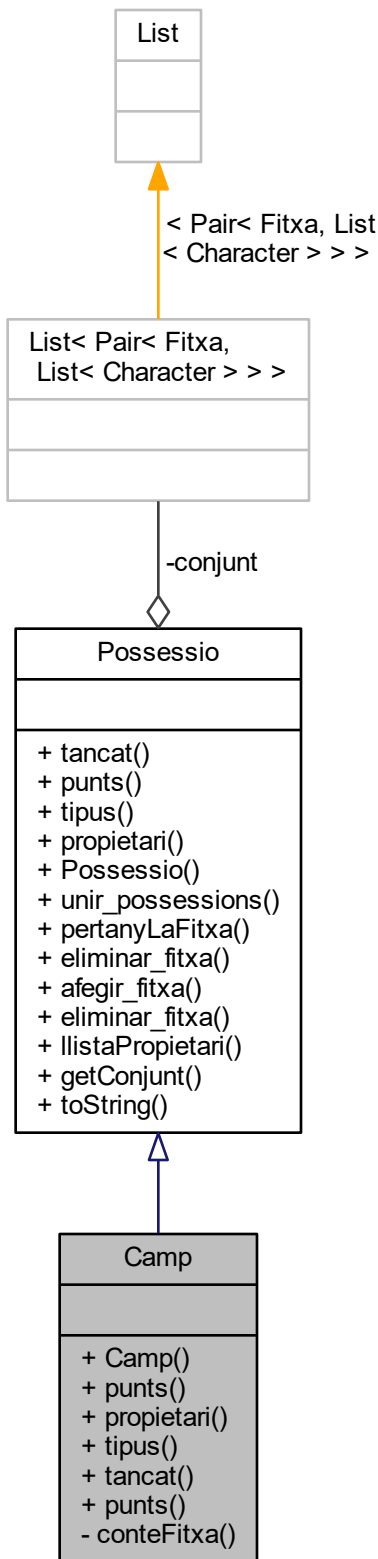 List
< Pair< Fitxa, List
< Character > > >
List< Pair< Fitxa,
List< Character > > >
-conjunt
Possessio
+ tancat()
+ punts()
+ tipus()
+ propietari()
+ Possessio()
+ unir_possessions()
+ pertanyLaFitxa()
+ eliminar_fitxa()
+ afegir_fitxa()
+ eliminar_fitxa()
+ llistaPropietari()
+ getConjunt()
+ toString()
Camp
+ Camp()
+ punts()
+ propietari()
+ tipus()
+ tancat()
+ punts()
- conteFitxa()